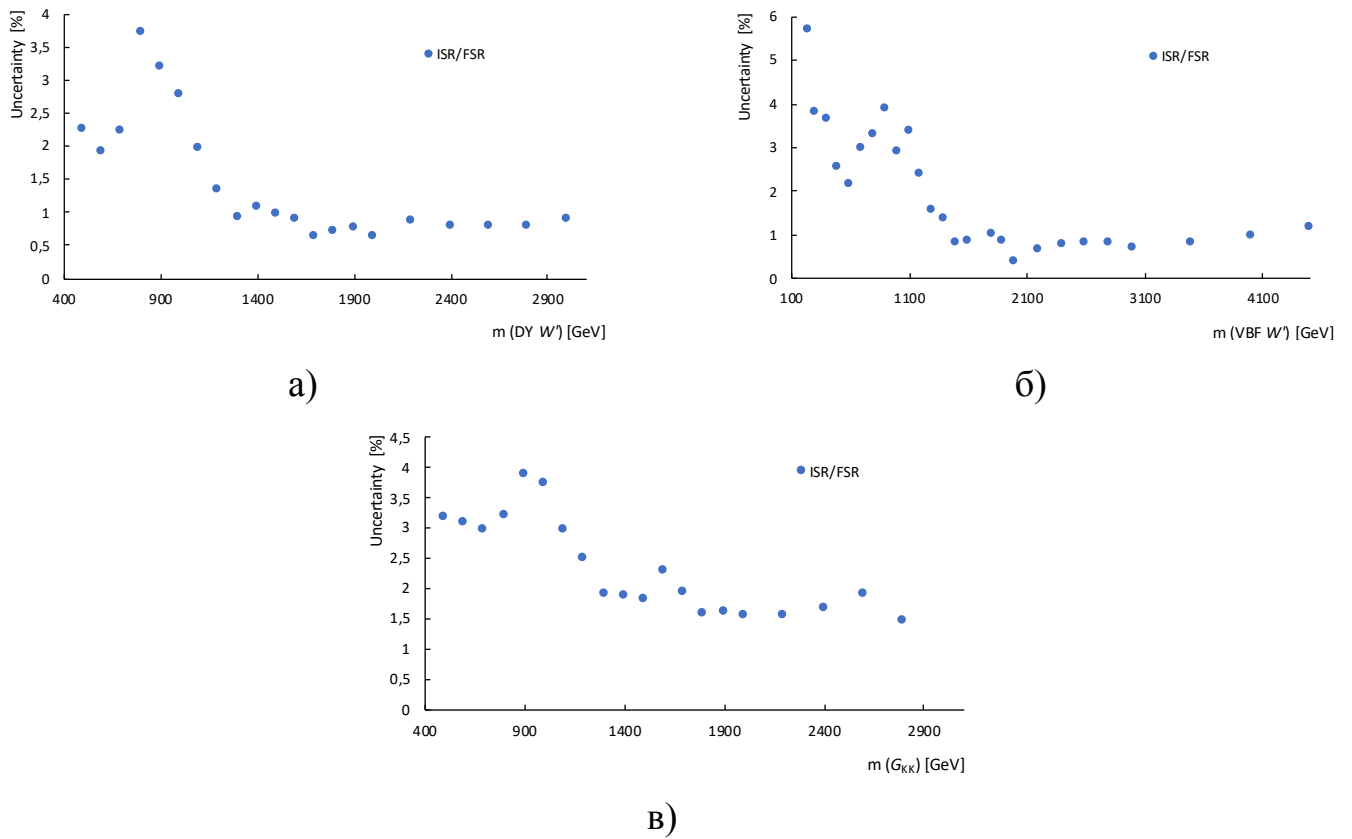 Uncertainty [%]
4
3,5
3
2,5
2
1,5
1
0,5
0
400 900 1400 1900 2400 2900
ISR/FSR
m (DY W') [GeV]
а)
Uncertainty [%]
6
5
4
3
2
1
0
100 1100 2100 3100 4100
ISR/FSR
m (VBF W') [GeV]
б)
Uncertainty [%]
4,5
4
3,5
3
2,5
2
1,5
1
0,5
0
400 900 1400 1900 2400 2900
ISR/FSR
m (GKK) [GeV]
в)